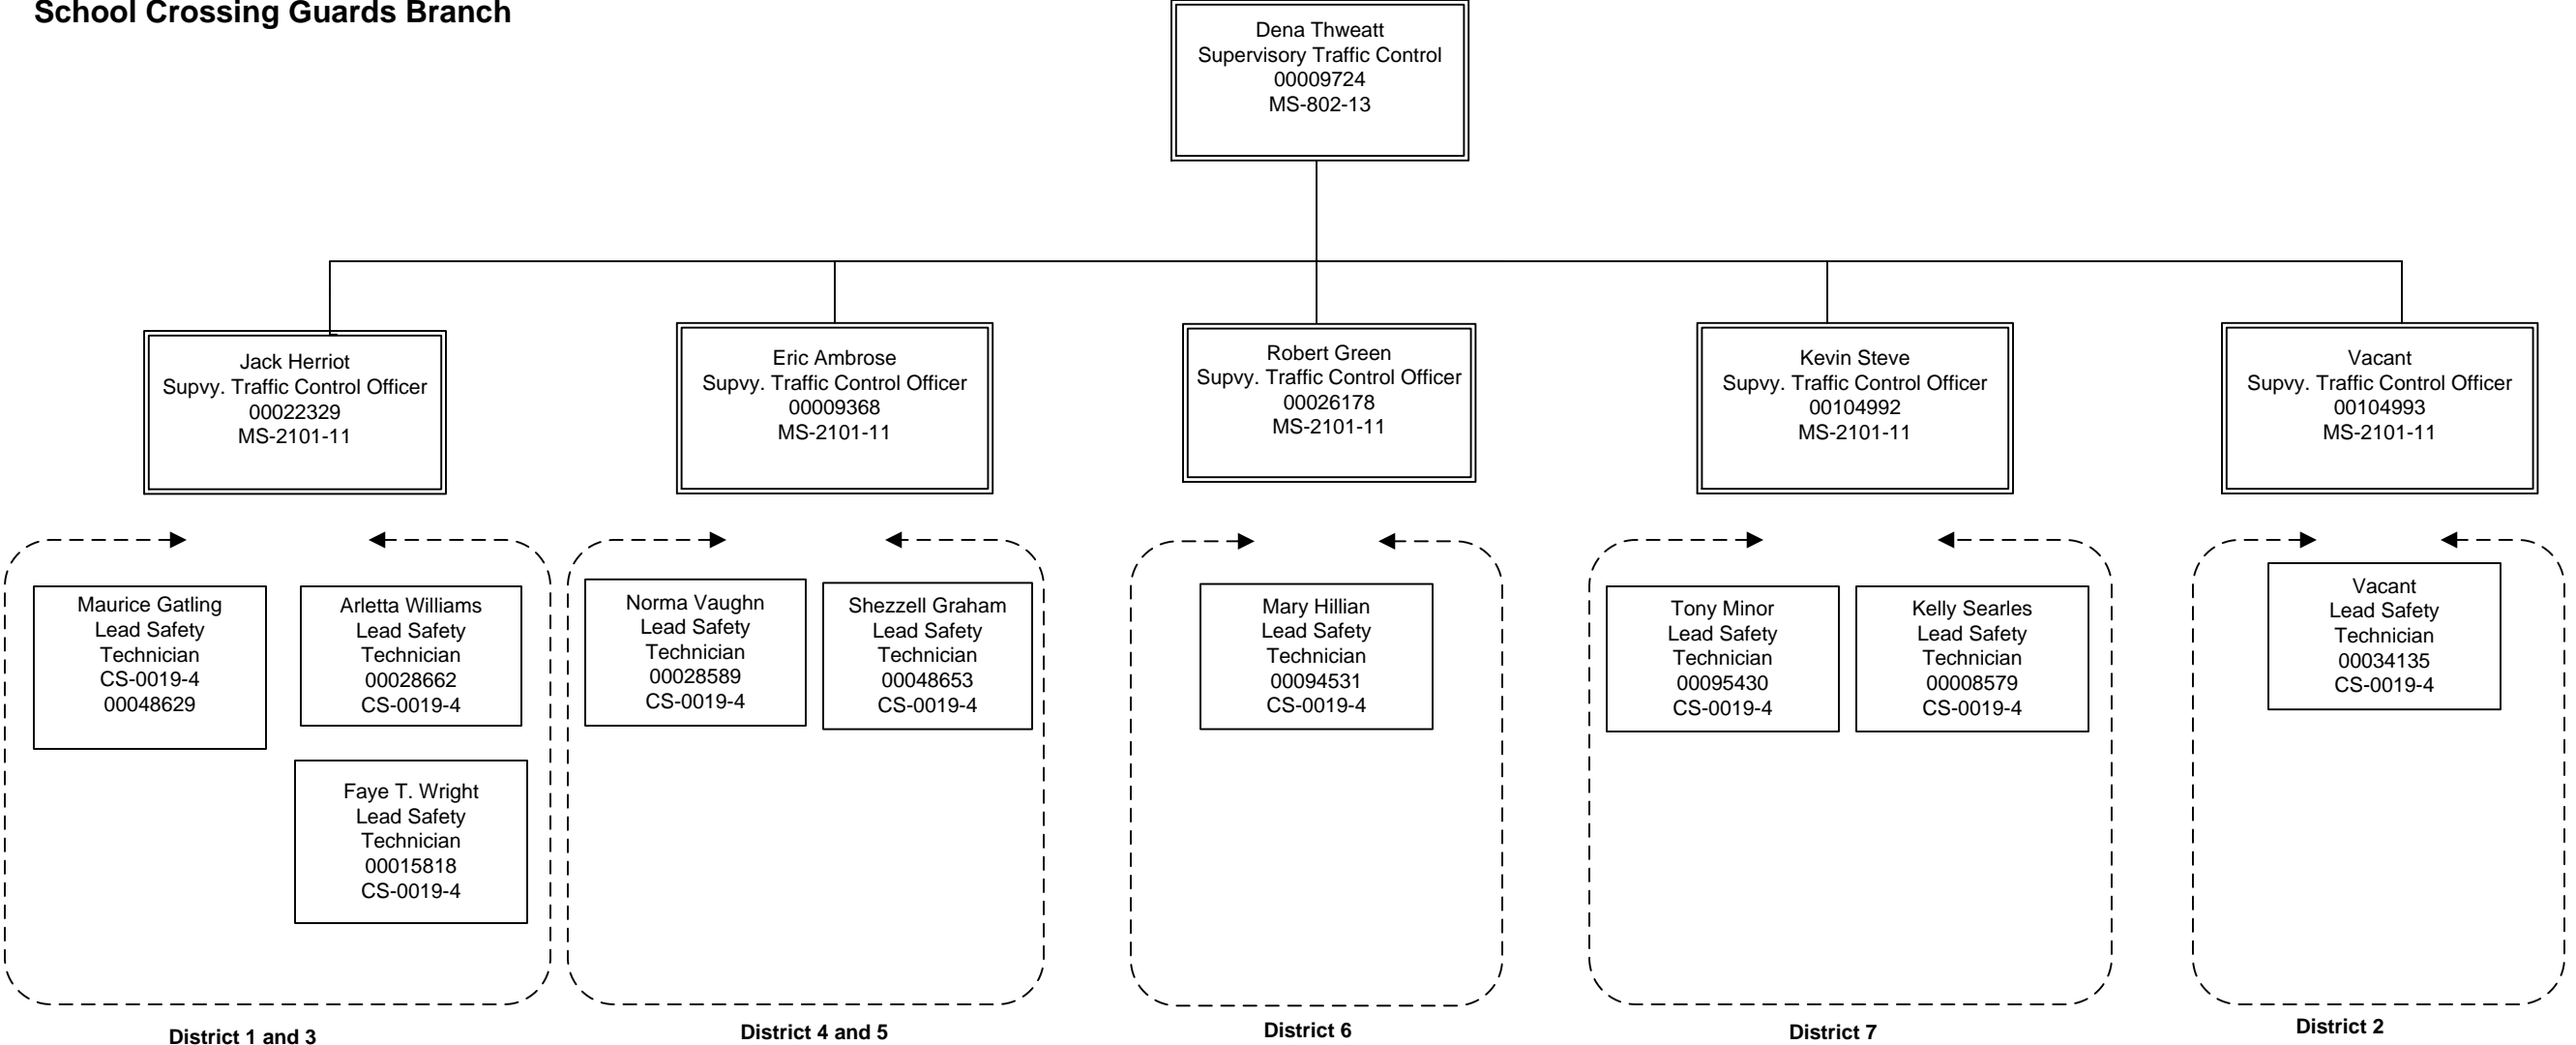 School Crossing Guards Branch
Dena Thweatt
Supervisory Traffic Control
00009724
MS-802-13
Jack Herriot
Supvy. Traffic Control Officer
00022329
MS-2101-11
Eric Ambrose
Supvy. Traffic Control Officer
00009368
MS-2101-11
Robert Green
Supvy. Traffic Control Officer
00026178
MS-2101-11
Kevin Steve
Supvy. Traffic Control Officer
00104992
MS-2101-11
Vacant
Supvy. Traffic Control Officer
00104993
MS-2101-11
Maurice Gatling
Lead Safety
Technician
CS-0019-4
00048629
Arletta Williams
Lead Safety
Technician
00028662
CS-0019-4
Faye T. Wright
Lead Safety
Technician
00015818
CS-0019-4
Norma Vaughn
Lead Safety
Technician
00028589
CS-0019-4
Shezzell Graham
Lead Safety
Technician
00048653
CS-0019-4
Mary Hillian
Lead Safety
Technician
00094531
CS-0019-4
Tony Minor
Lead Safety
Technician
00095430
CS-0019-4
Kelly Searles
Lead Safety
Technician
00008579
CS-0019-4
Vacant
Lead Safety
Technician
00034135
CS-0019-4
District 1 and 3
District 4 and 5
District 6
District 7
District 2